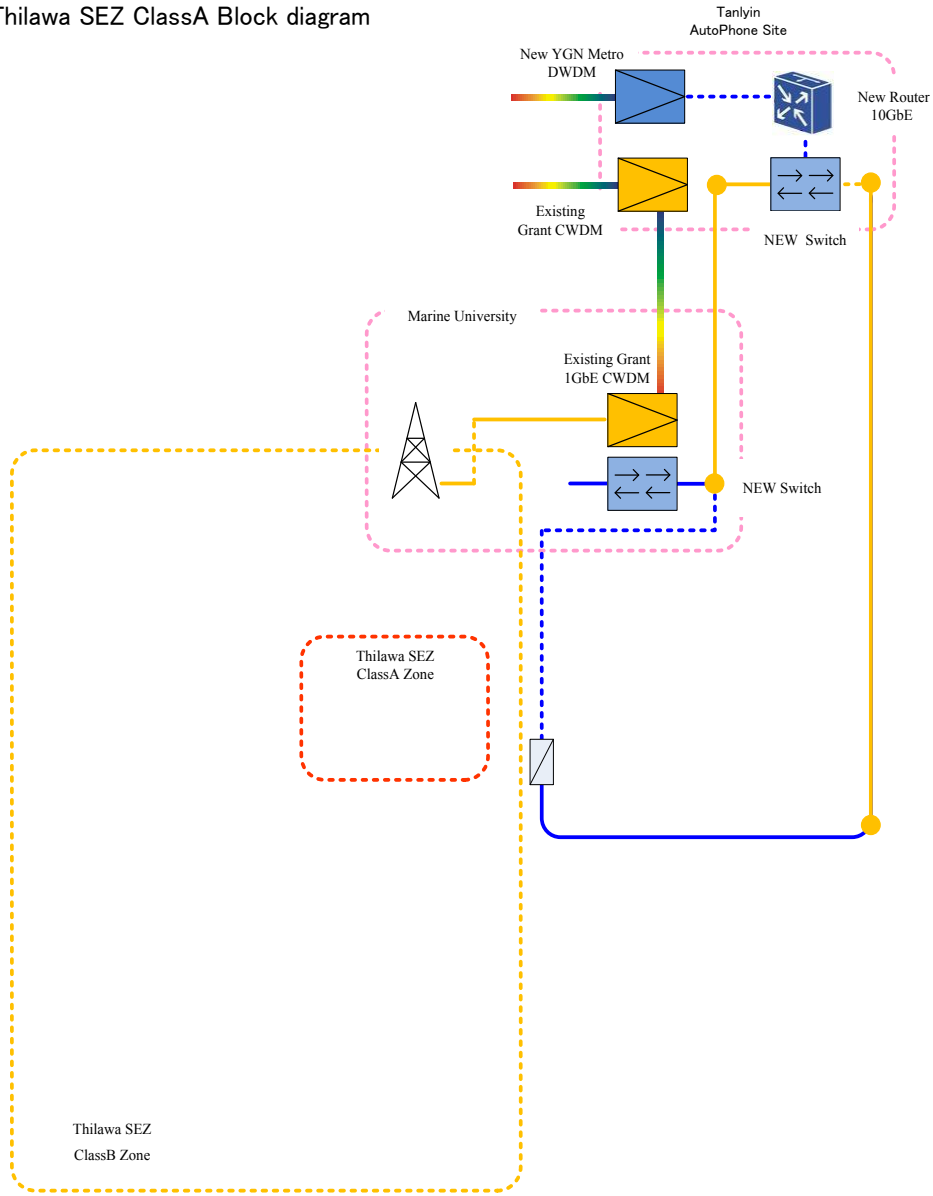 Thilawa SEZ ClassA Block diagram
Tanlyin
AutoPhone Site
New YGN Metro
DWDM
New Router
10GbE
Existing
Grant CWDM
NEW Switch
Marine University
Existing Grant
1GbE CWDM
NEW Switch
Thilawa SEZ
ClassA Zone
Thilawa SEZ
ClassB Zone